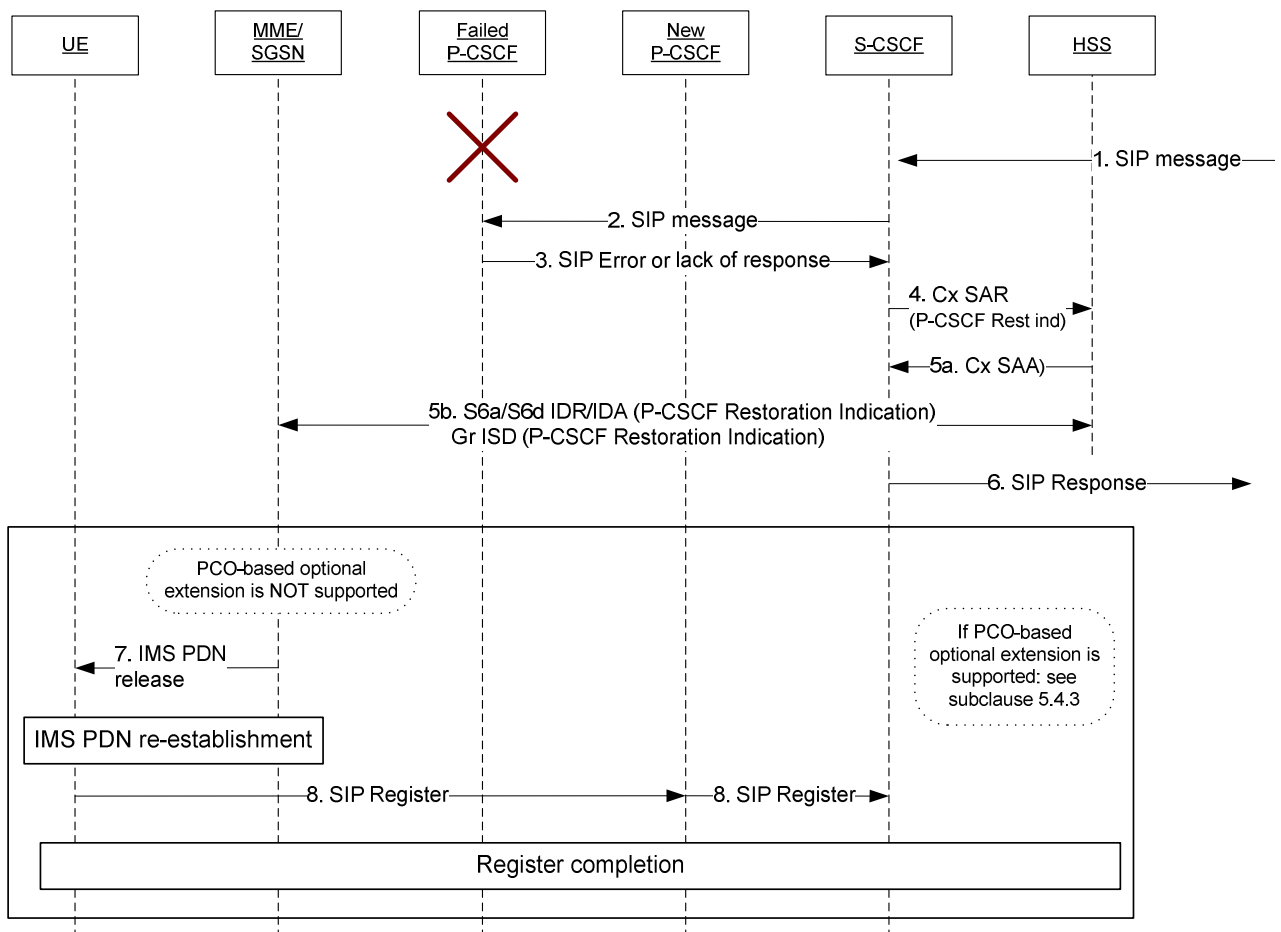 UE
MME/
SGSN
Failed
P-CSCF
New
P-CSCF
S-CSCF
HSS
1. SIP message
2. SIP message
3. SIP Error or lack of response
4. Cx SAR
(P-CSCF Rest ind)
5a. Cx SAA)
5b. S6a/S6d IDR/IDA (P-CSCF Restoration Indication)
Gr ISD (P-CSCF Restoration Indication)
6. SIP Response
PCO-based optional
extension is NOT supported
If PCO-based
optional extension is
supported: see
subclause 5.4.3
7. IMS PDN
release
IMS PDN re-establishment
8. SIP Register
8. SIP Register
Register completion